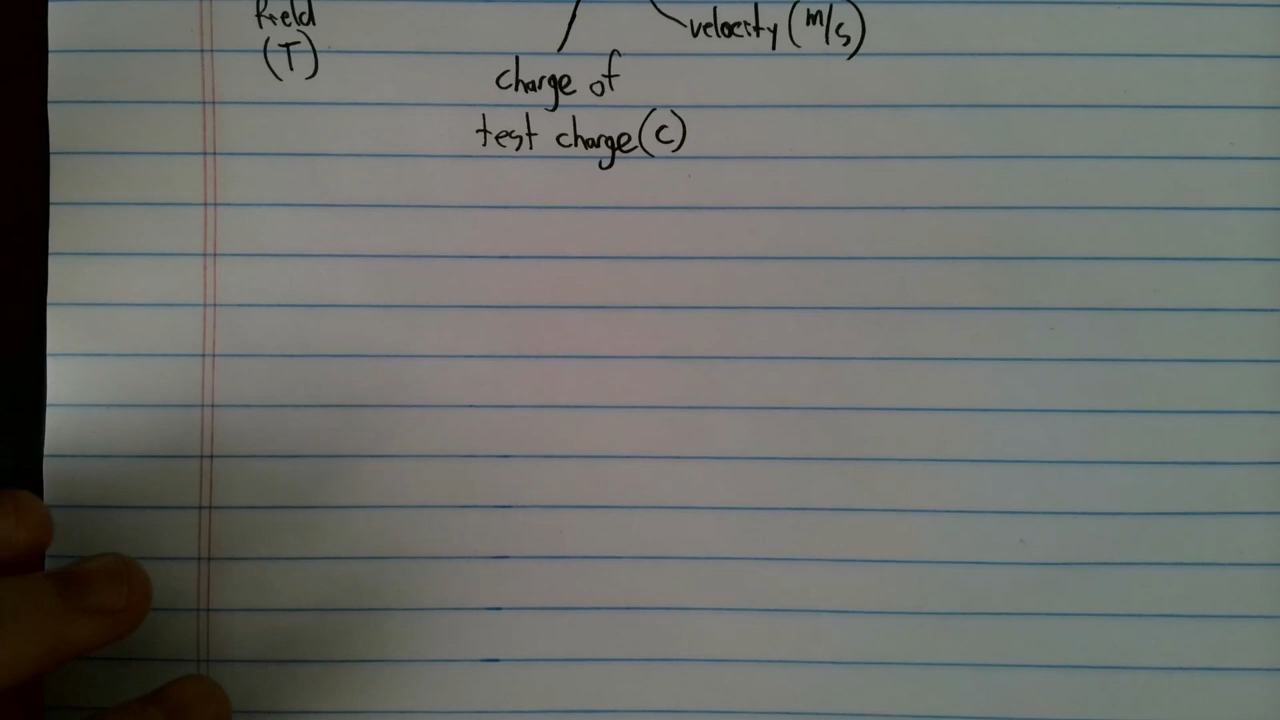 field
(T)
velocity (m/s)
charge of
test charge (C)